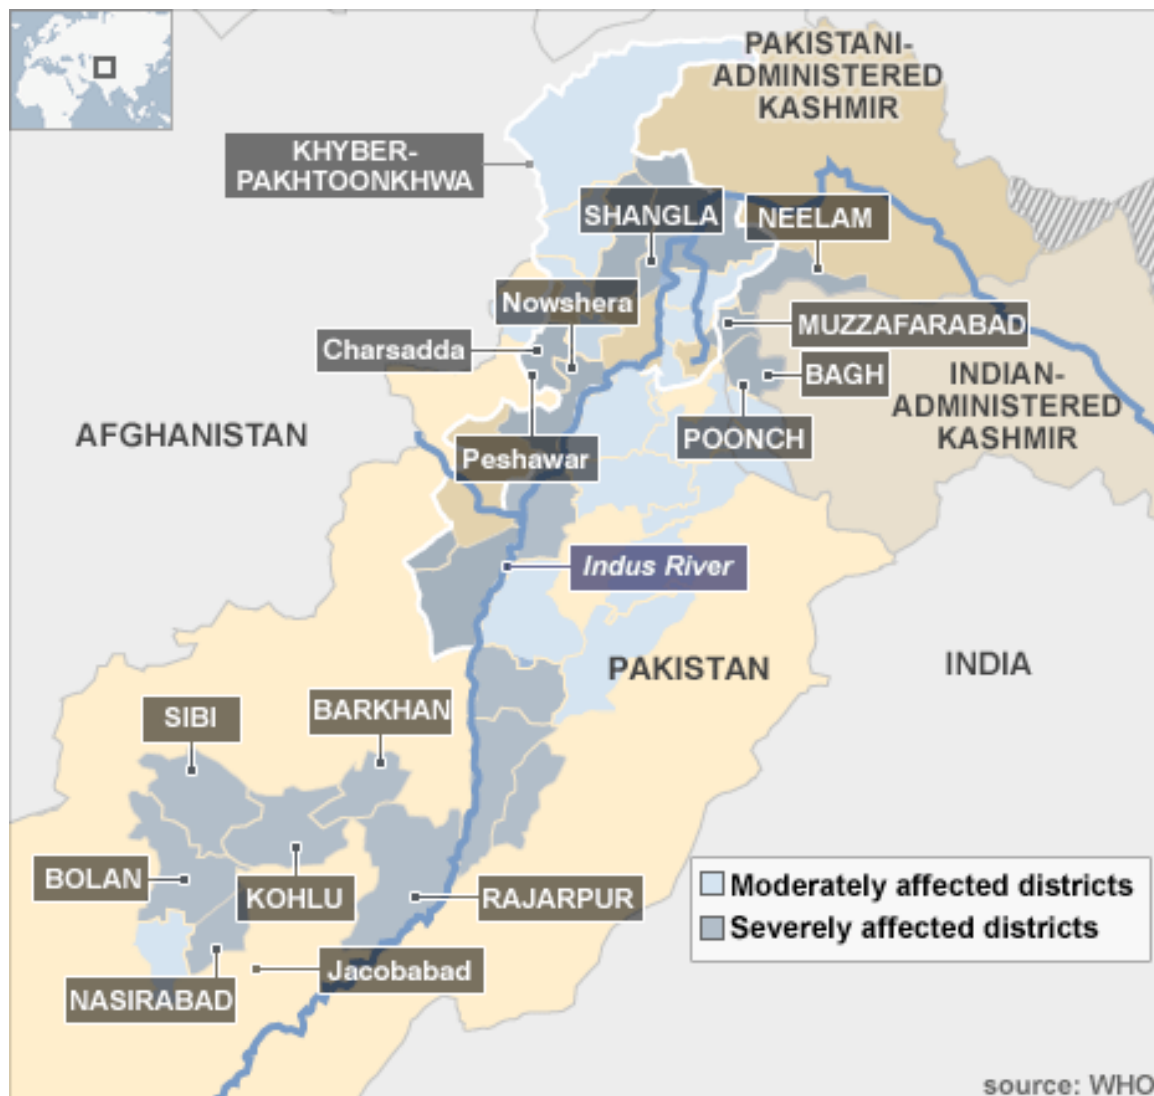 PAKISTANI-
ADMINISTERED
KASHMIR
KHYBER-
PAKHTOONKHWA
SHANGLA
NEELAM
Nowshera
MUZZAFARABAD
Charsadda
BAGH
INDIAN-
ADMINISTERED
KASHMIR
AFGHANISTAN
POONCH
Peshawar
Indus River
PAKISTAN
INDIA
SIBI
BARKHAN
BOLAN
KOHLU
RAJARPUR
Moderately affected districts
Severely affected districts
Jacobabad
NASIRABAD
source: WHO